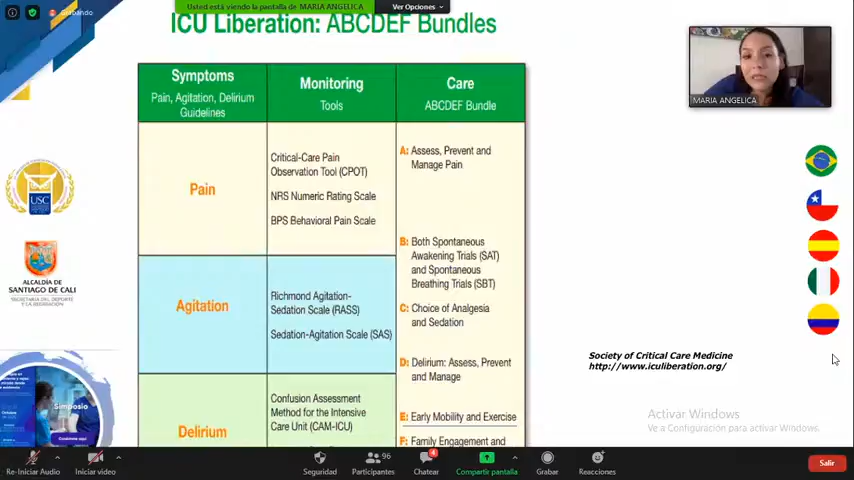 Grabando
Usted está viendo la pantalla de MARIA ANGELICA
Ver Opciones
ICU Liberation: ABCDEF Bundles
Symptoms
Pain, Agitation, Delirium
Guidelines
Monitoring
Tools
Care
ABCDEF Bundle
Pain
Critical-Care Pain
Observation Tool (CPOT)
NRS Numeric Rating Scale
BPS Behavioral Pain Scale
A: Assess, Prevent and
Manage Pain
B: Both Spontaneous
Awakening Trials (SAT)
and Spontaneous
Breathing Trials (SBT)
Agitation
Richmond Agitation-
Sedation Scale (RASS)
Sedation-Agitation Scale (SAS)
C: Choice of Analgesia
and Sedation
D: Delirium: Assess, Prevent
and Manage
Delirium
Confusion Assessment
Method for the Intensive
Care Unit (CAM-ICU)
E: Early Mobility and Exercise
F: Family Engagement and
MARIA ANGELICA
USC
ALCALDÍA DE
SANTIAGO DE CALI
Simposio
Society of Critical Care Medicine
http://www.iculiberation.org/
Activar Windows
Ve a Configuración para activar Windows.
Re-Iniciar Audio
Iniciar video
Seguridad
96
Participantes
4
Chatear
Compartir pantalla
Grabar
Reacciones
Salir